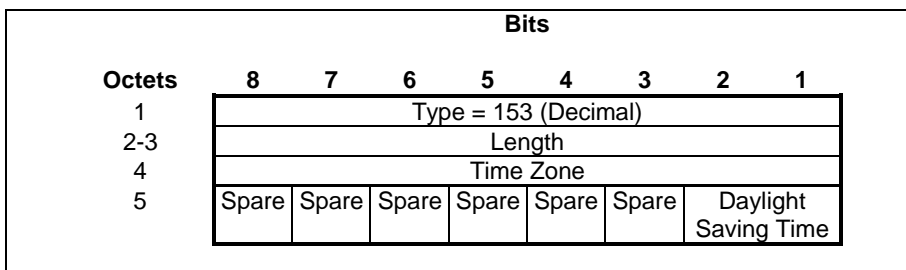 Bits
Octets 8 7 6 5 4 3 2 1
1 Type = 153 (Decimal)
2-3 Length
4 Time Zone
5 Spare Spare Spare Spare Spare Spare Daylight
Saving Time